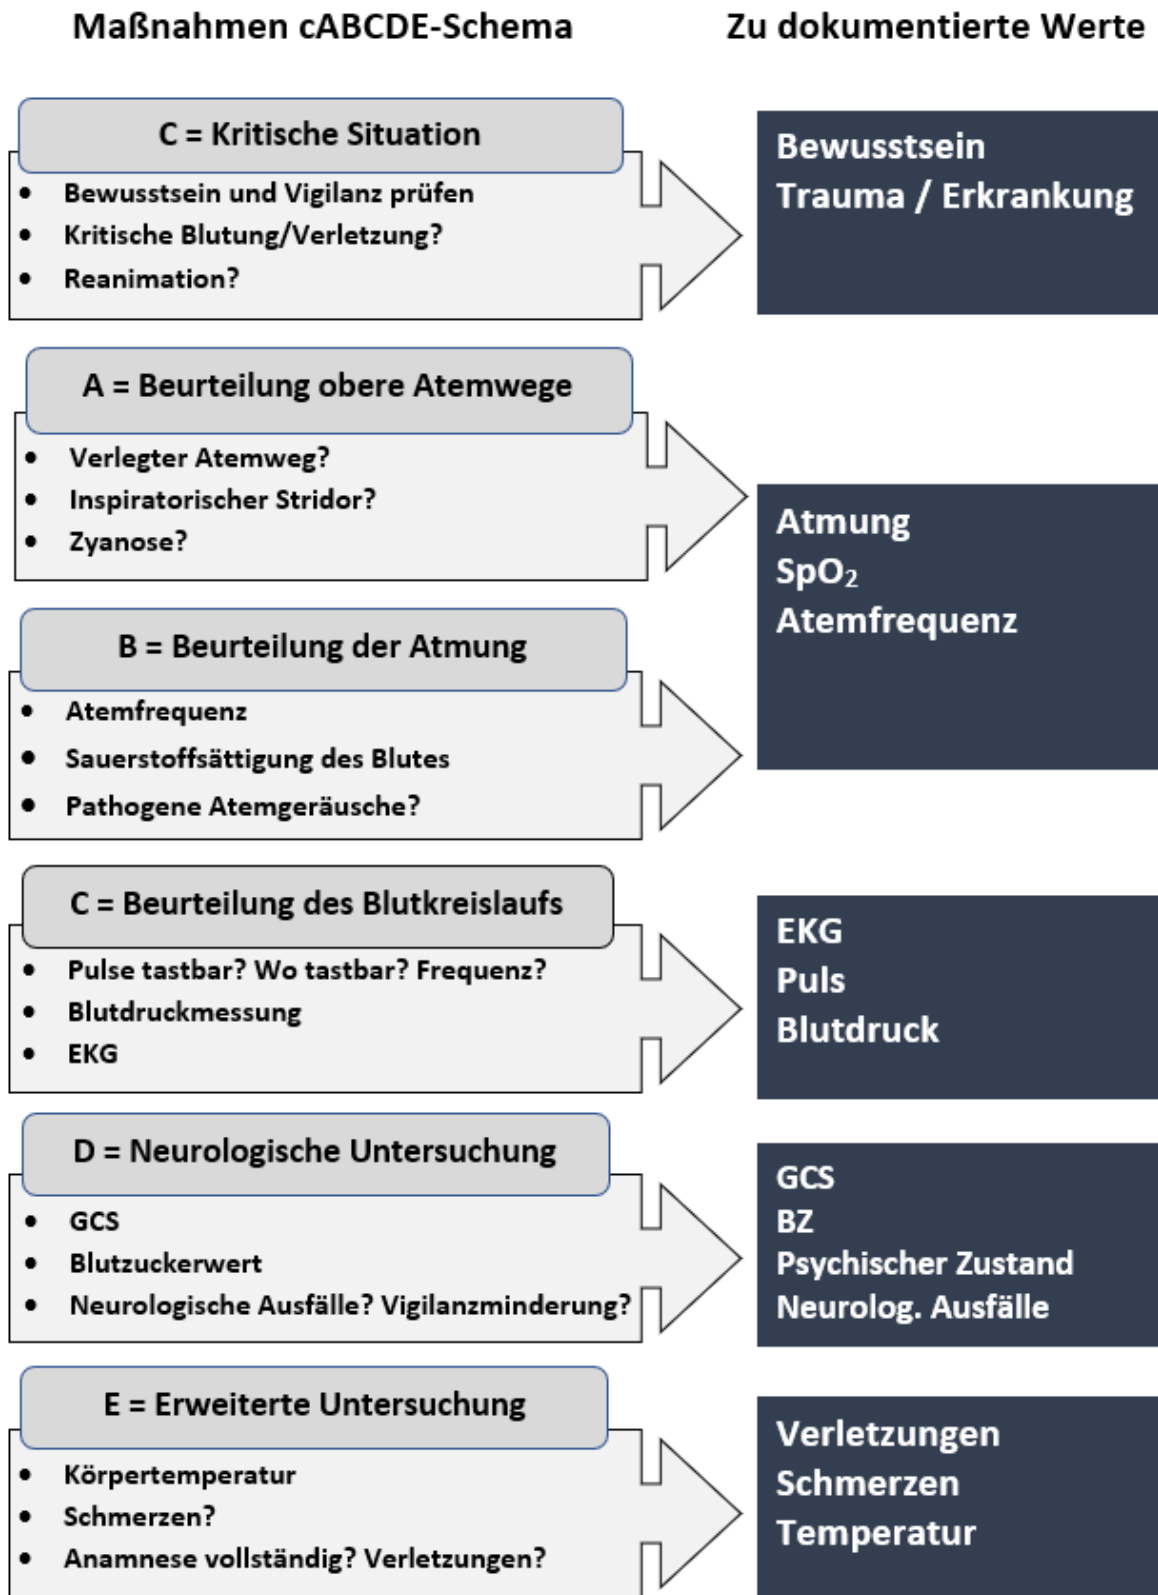 Maßnahmen cABCDE-Schema
Zu dokumentierte Werte
C = Kritische Situation
• Bewusstsein und Vigilanz prüfen
• Kritische Blutung/Verletzung?
• Reanimation?
Bewusstsein
Trauma / Erkrankung
A = Beurteilung obere Atemwege
• Verlegter Atemweg?
• Inspiratorischer Stridor?
• Zyanose?
B = Beurteilung der Atmung
• Atemfrequenz
• Sauerstoffsättigung des Blutes
• Pathogene Atemgeräusche?
Atmung
SpO₂
Atemfrequenz
C = Beurteilung des Blutkreislaufs
• Pulse tastbar? Wo tastbar? Frequenz?
• Blutdruckmessung
• EKG
EKG
Puls
Blutdruck
D = Neurologische Untersuchung
• GCS
• Blutzuckerwert
• Neurologische Ausfälle? Vigilanzminderung?
GCS
BZ
Psychischer Zustand
Neurolog. Ausfälle
E = Erweiterte Untersuchung
• Körpertemperatur
• Schmerzen?
• Anamnese vollständig? Verletzungen?
Verletzungen
Schmerzen
Temperatur